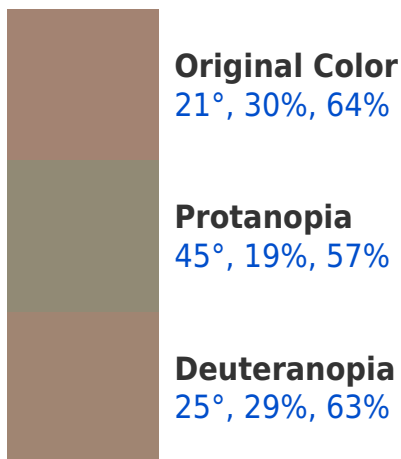 Original Color
21°, 30%, 64%
Protanopia
45°, 19%, 57%
Deuteranopia
25°, 29%, 63%